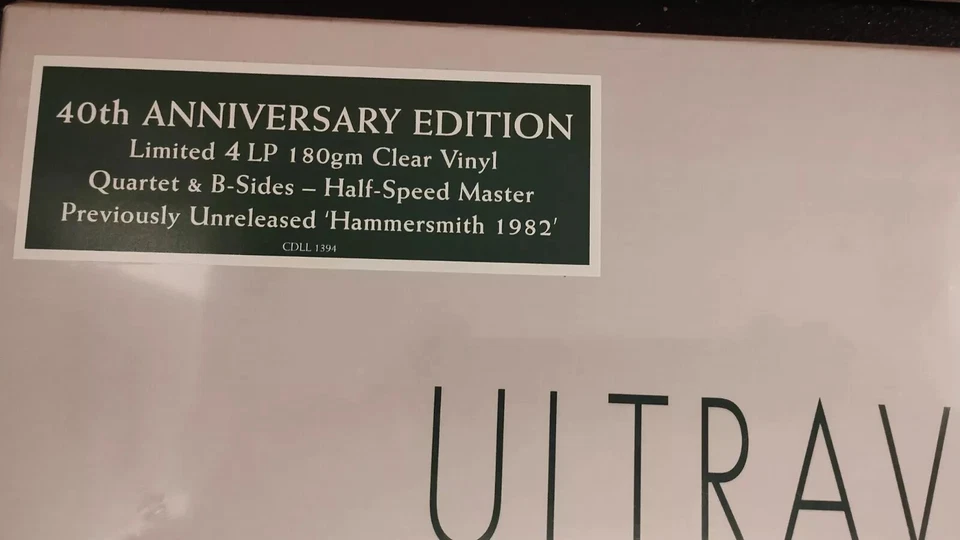 40th ANNIVERSARY EDITION
Limited 4 LP 180gm Clear Vinyl
Quartet & B-Sides – Half-Speed Master
Previously Unreleased 'Hammersmith 1982'
CDLL 1394
ULTRAV